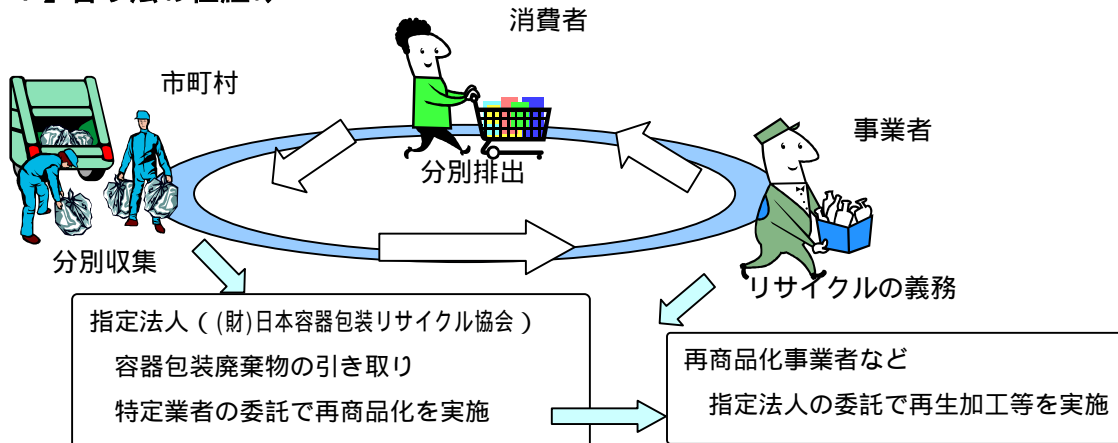 消費者
市町村
事業者
分別排出
分別収集
リサイクルの義務
指定法人（(財)日本容器包装リサイクル協会）
容器包装廃棄物の引き取り
特定業者の委託で再商品化を実施
再商品化事業者など
指定法人の委託で再生加工等を実施